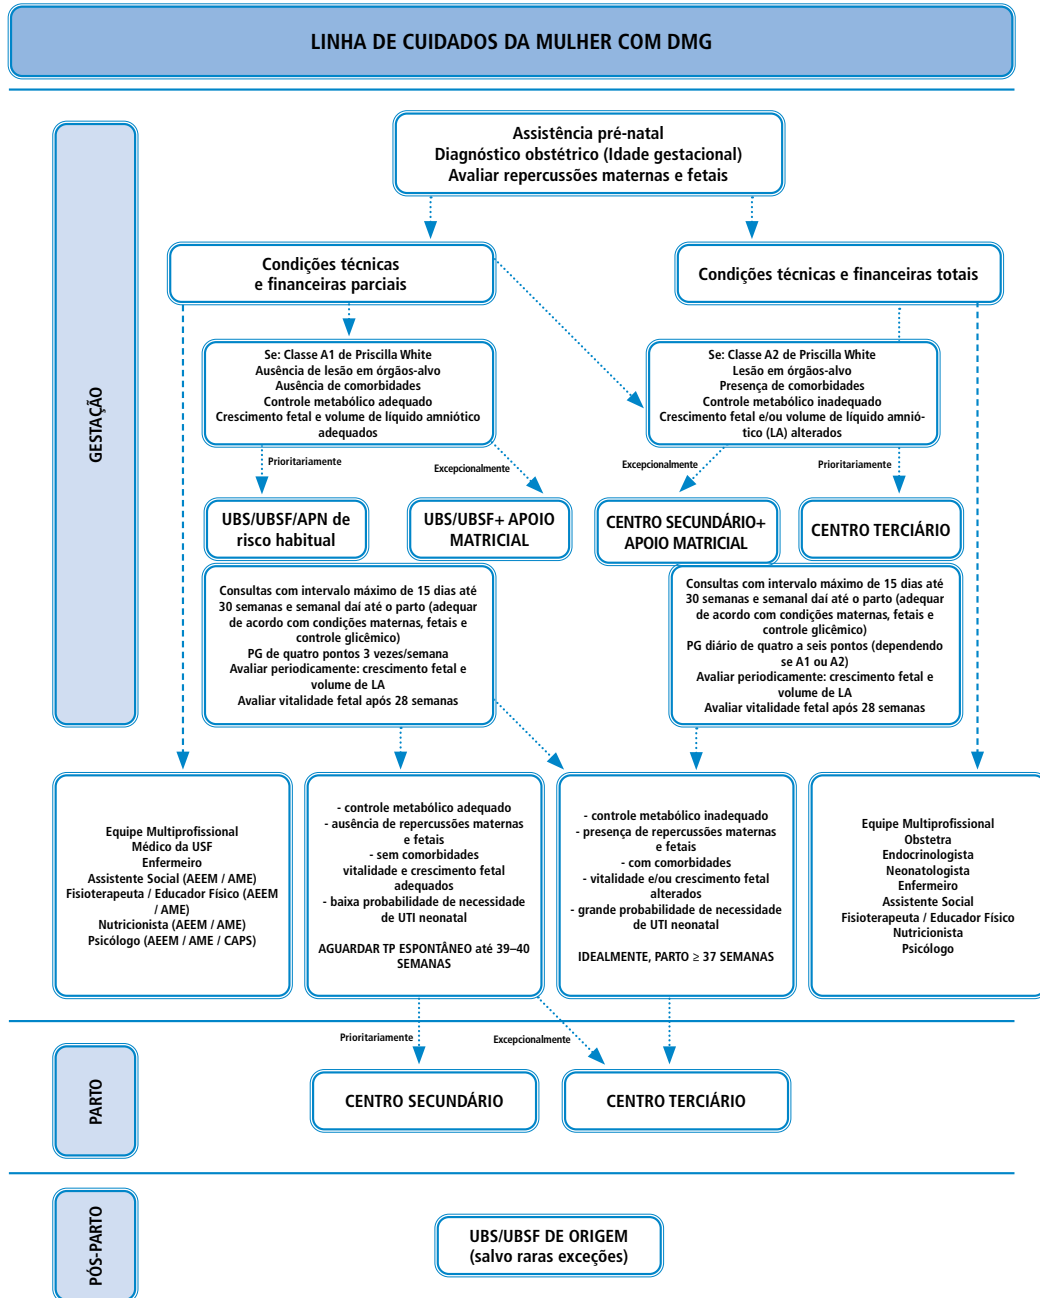 LINHA DE CUIDADOS DA MULHER COM DMG
GESTAÇÃO
Assistência pré-natal
Diagnóstico obstétrico (Idade gestacional)
Avaliar repercussões maternas e fetais
Condições técnicas
e financeiras parciais
Condições técnicas e financeiras totais
Se: Classe A1 de Priscilla White
Ausência de lesão em órgãos-alvo
Ausência de comorbidades
Controle metabólico adequado
Crescimento fetal e volume de líquido amniótico
adequados
Se: Classe A2 de Priscilla White
Lesão em órgãos-alvo
Presença de comorbidades
Controle metabólico inadequado
Crescimento fetal e/ou volume de líquido amnió-
tico (LA) alterados
Prioritariamente
Excepcionalmente
Excepcionalmente
Prioritariamente
UBS/UBSF/APN de
risco habitual
UBS/UBSF+ APOIO
MATRICIAL
CENTRO SECUNDÁRIO+
APOIO MATRICIAL
CENTRO TERCIÁRIO
Consultas com intervalo máximo de 15 dias até
30 semanas e semanal daí até o parto (adequar
de acordo com condições maternas, fetais e
controle glicêmico)
PG de quatro pontos 3 vezes/semana
Avaliar periodicamente: crescimento fetal e
volume de LA
Avaliar vitalidade fetal após 28 semanas
Consultas com intervalo máximo de 15 dias até
30 semanas e semanal daí até o parto (adequar
de acordo com condições maternas, fetais e
controle glicêmico)
PG diário de quatro a seis pontos (dependendo
se A1 ou A2)
Avaliar periodicamente: crescimento fetal e
volume de LA
Avaliar vitalidade fetal após 28 semanas
Equipe Multiprofissional
Médico da USF
Enfermeiro
Assistente Social (AEEM / AME)
Fisioterapeuta / Educador Físico (AEEM
/ AME)
Nutricionista (AEEM / AME)
Psicólogo (AEEM / AME / CAPS)
- controle metabólico adequado
- ausência de repercussões maternas
e fetais
- sem comorbidades
vitalidade e crescimento fetal
adequados
- baixa probabilidade de necessidade
de UTI neonatal
AGUARDAR TP ESPONTÂNEO até 39–40
SEMANAS
- controle metabólico inadequado
- presença de repercussões maternas
e fetais
- com comorbidades
- vitalidade e/ou crescimento fetal
alterados
- grande probabilidade de necessidade
de UTI neonatal
IDEALMENTE, PARTO ≥ 37 SEMANAS
Equipe Multiprofissional
Obstetra
Endocrinologista
Neonatologista
Enfermeiro
Assistente Social
Fisioterapeuta / Educador Físico
Nutricionista
Psicólogo
Prioritariamente
Excepcionalmente
PARTO
CENTRO SECUNDÁRIO
CENTRO TERCIÁRIO
PÓS-PARTO
UBS/UBSF DE ORIGEM
(salvo raras exceções)